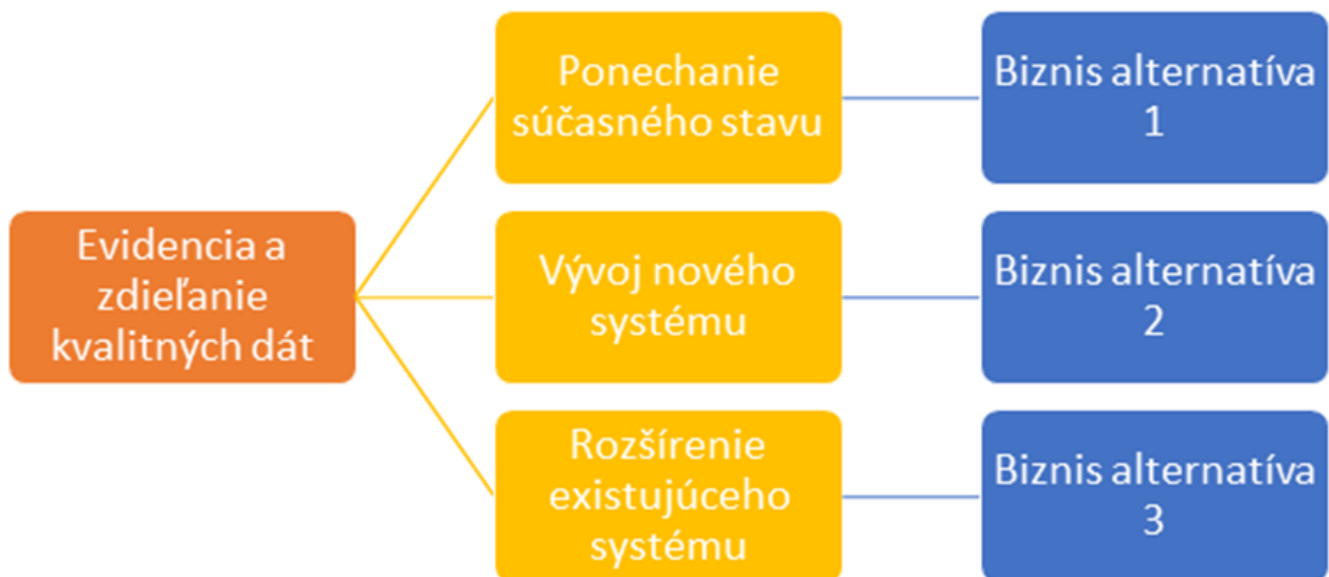 Ponechanie
súčasného stavu
Biznis alternatíva
1
Evidencia a
zdieľanie
kvalitných dát
Vývoj nového
systému
Biznis alternatíva
2
Rozšírenie
existujúceho
systému
Biznis alternatíva
3